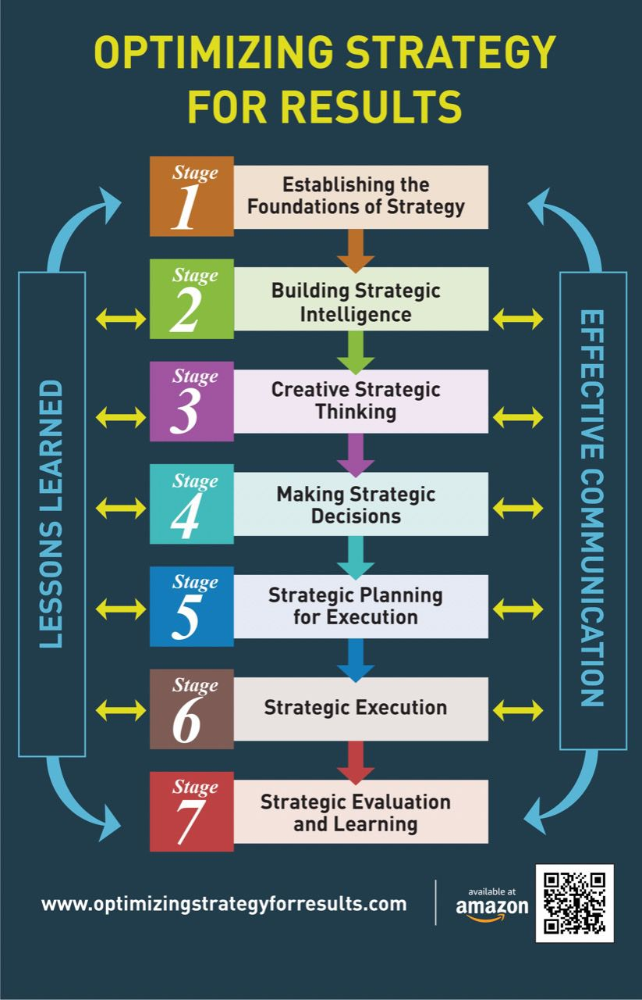 OPTIMIZING STRATEGY
FOR RESULTS
Stage
1
Establishing the
Foundations of Strategy
Stage
2
Building Strategic
Intelligence
Stage
3
Creative Strategic
Thinking
Stage
4
Making Strategic
Decisions
Stage
5
Strategic Planning
for Execution
Stage
6
Strategic Execution
Stage
7
Strategic Evaluation
and Learning
LESSONS LEARNED
EFFECTIVE COMMUNICATION
www.optimizingstrategyforresults.com
available at
amazon